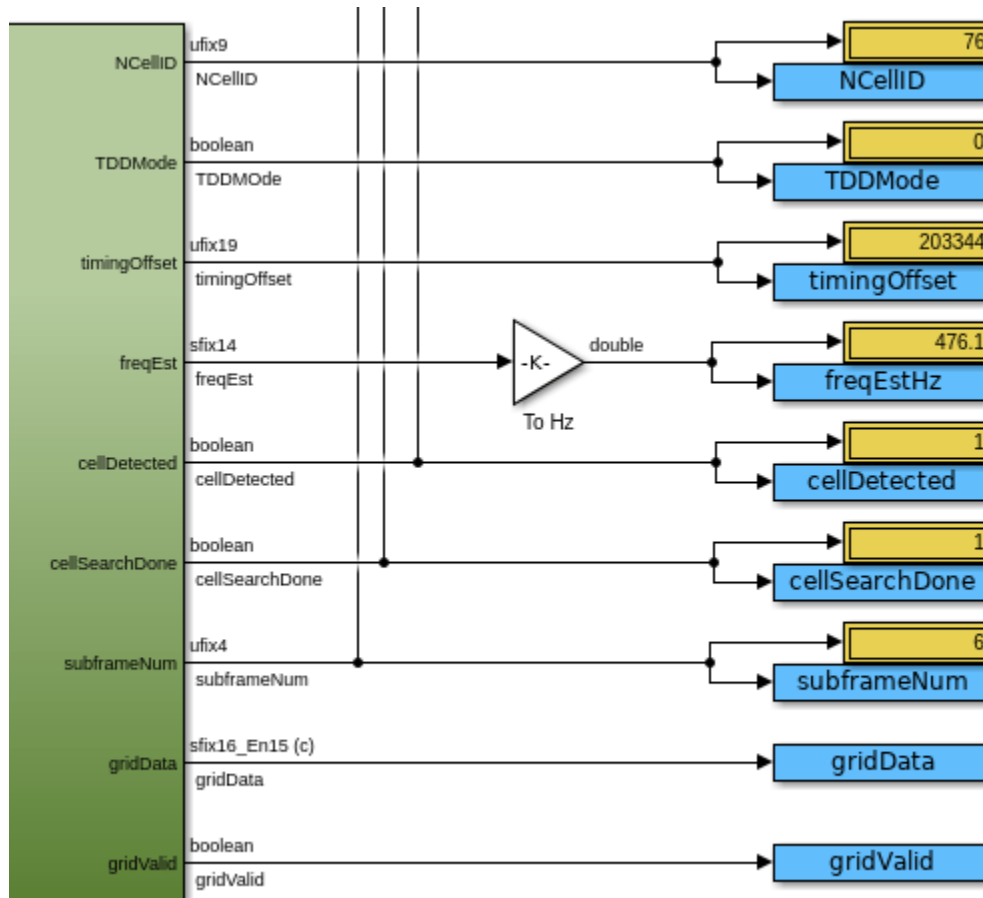 ufix9
76
NCellID
NCellID
NCellID
boolean
0
TDDMode
TDDMOde
TDDMode
ufix19
203344
timingOffset
timingOffset
timingOffset
sfix14
double
476.1
freqEst
-K-
freqEst
freqEstHz
To Hz
boolean
1
cellDetected
cellDetected
cellDetected
boolean
1
cellSearchDone
cellSearchDone
cellSearchDone
ufix4
6
subframeNum
subframeNum
subframeNum
sfix16_En15 (c)
gridData
gridData
gridData
boolean
gridValid
gridValid
gridValid